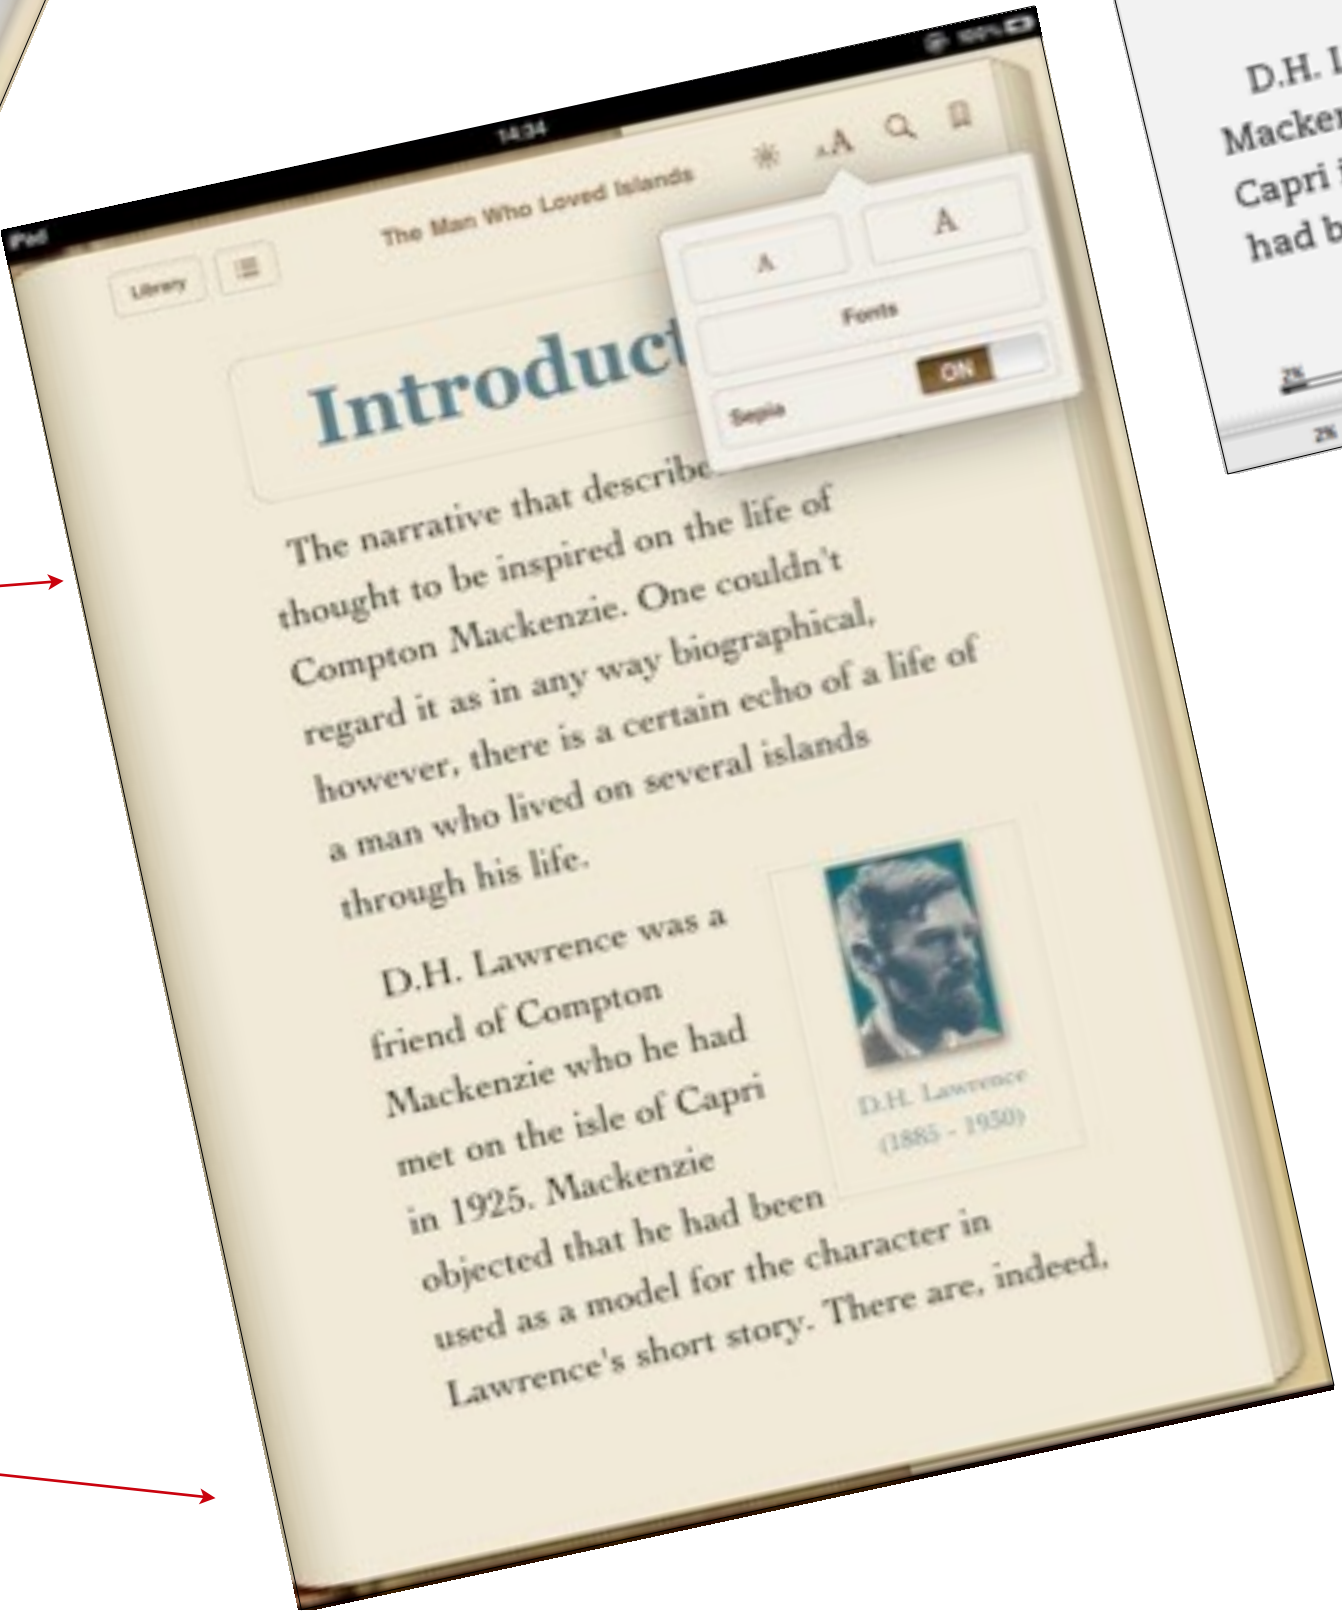 iPad
14:34
100%
Library
The Man Who Loved Islands
AA
A
A
Fonts
Sepia
ON
Introduct
The narrative that describe
thought to be inspired on the life of
Compton Mackenzie. One couldn't
regard it as in any way biographical,
however, there is a certain echo of a life of
a man who lived on several islands
through his life.
D.H. Lawrence was a
friend of Compton
Mackenzie who he had
met on the isle of Capri
in 1925. Mackenzie
objected that he had been
used as a model for the character in
Lawrence's short story. There are, indeed,
D.H. Lawrence
(1885 - 1930)
D.H. L
Macken
Capri i
had b
2%
2%